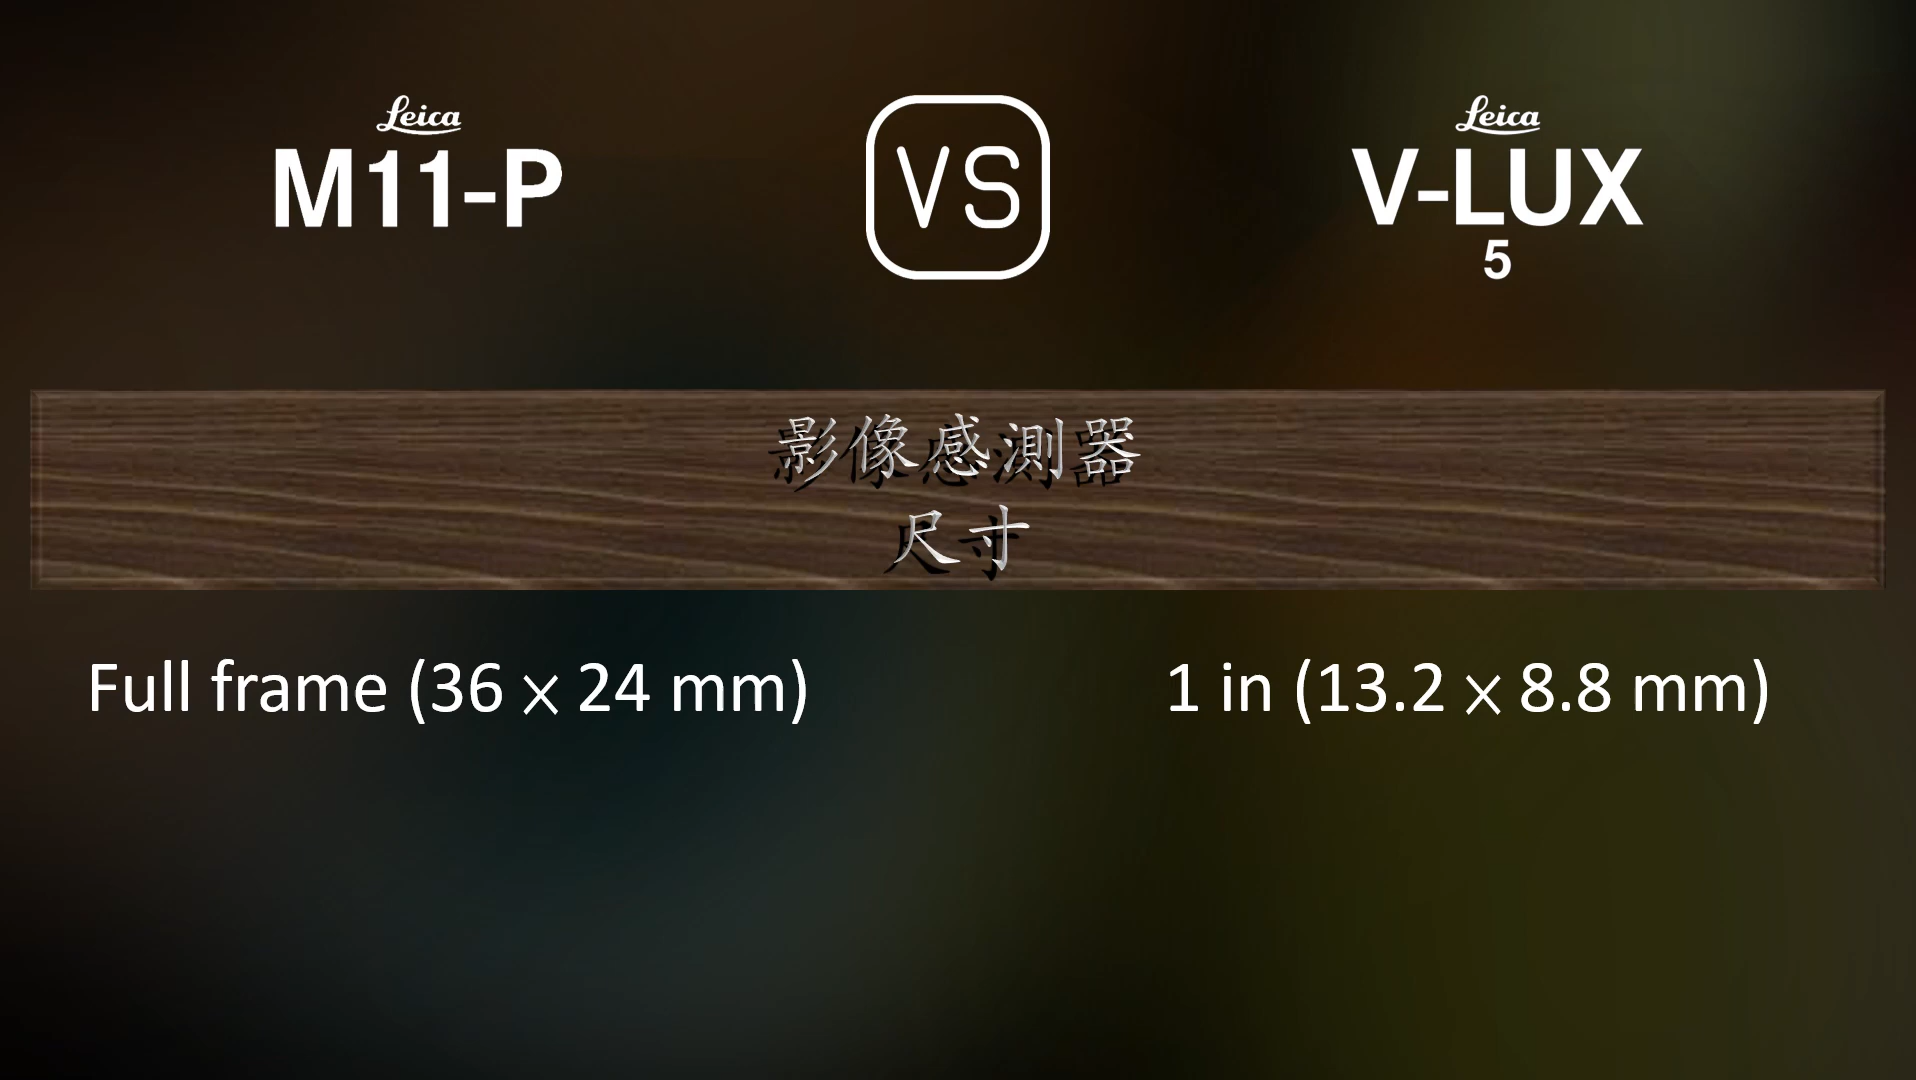 Leica
M11-P
VS
Leica
V-LUX
5
影像感測器
尺寸
Full frame (36 x 24 mm)
1 in (13.2 x 8.8 mm)